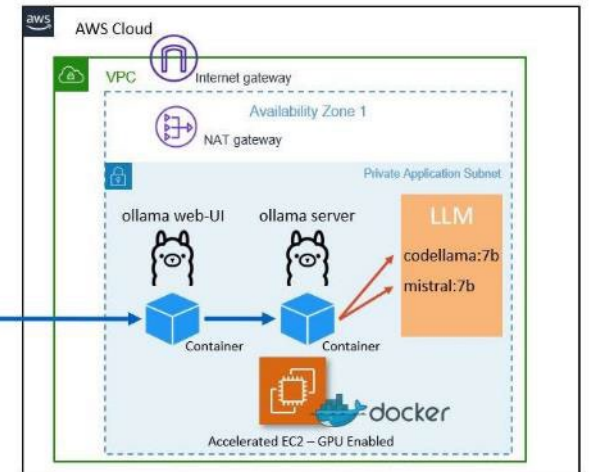 aws
AWS Cloud
VPC
Internet gateway
Availability Zone 1
NAT gateway
Private Application Subnet
ollama web-UI
ollama server
LLM
codellama:7b
mistral:7b
Container
Container
docker
Accelerated EC2 – GPU Enabled